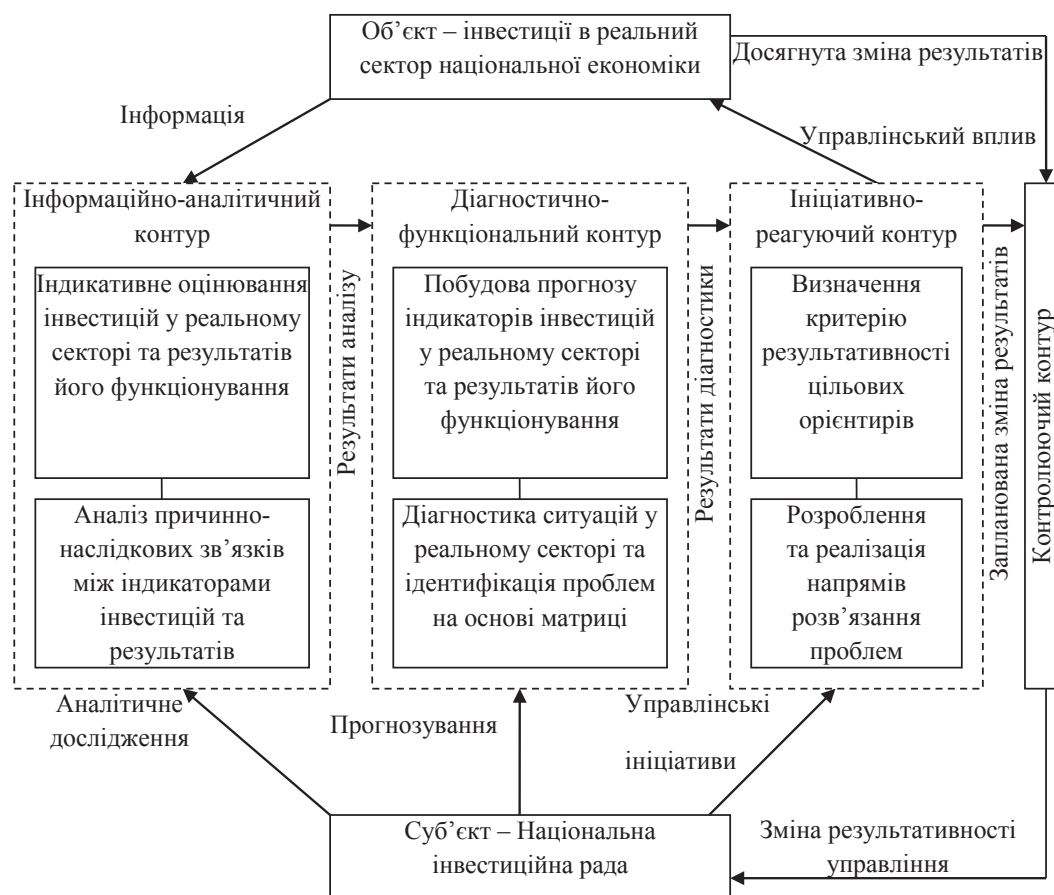 Об’єкт – інвестиції в реальний
сектор національної економіки
Досягнута зміна результатів
Інформація
Управлінський вплив
Інформаційно-аналітичний
контур
Індикативне оцінювання
інвестицій у реальному
секторі та результатів
його функціонування
Аналіз причинно-
наслідкових зв’язків
між індикаторами
інвестицій та
результатів
Результати аналізу
Діагностично-
функціональний контур
Побудова прогнозу
індикаторів інвестицій
у реальному секторі
та результатів його
функціонування
Діагностика ситуацій у
реальному секторі та
ідентифікація проблем
на основі матриці
Результати діагностики
Ініціативно-
реагуючий контур
Визначення
критерію
результативності
цільових
орієнтирів
Розроблення
та реалізація
напрямів
розв’язання
проблем
Запланована зміна результатів
Контролюючий контур
Аналітичне
дослідження
Прогнозування
Управлінські
ініціативи
Суб’єкт – Національна
інвестиційна рада
Зміна результативності
управління